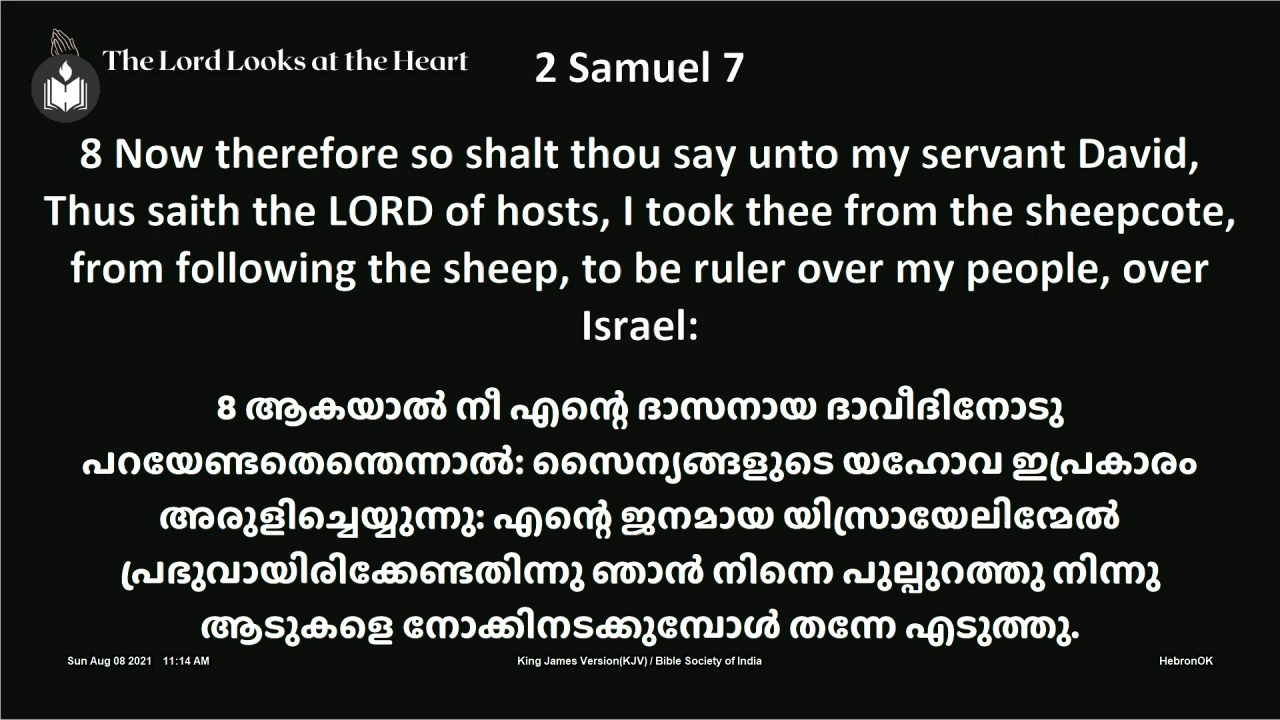 The Lord Looks at the Heart
2 Samuel 7
8 Now therefore so shalt thou say unto my servant David,
Thus saith the LORD of hosts, I took thee from the sheepcote,
from following the sheep, to be ruler over my people, over
Israel:
8 ആകയാൽ നീ എന്റെ ദാസനായ ദാവീദിനോടു
പറയേണ്ടതെന്തെന്നാൽ: സൈന്യങ്ങളുടെ യഹോവ ഇപ്രകാരം
അരുളിച്ചെയ്യുന്നു: എന്റെ ജനമായ യിസ്രായേലിന്മേൽ
പ്രഭുവായിരിക്കേണ്ടതിന്നു ഞാൻ നിന്നെ പുല്പുറത്തു നിന്നു
ആടുകളെ നോക്കിനടക്കുമ്പോൾ തന്നേ എടുത്തു.
Sun Aug 08 2021 11:14 AM
King James Version(KJV) / Bible Society of India
HebronOK